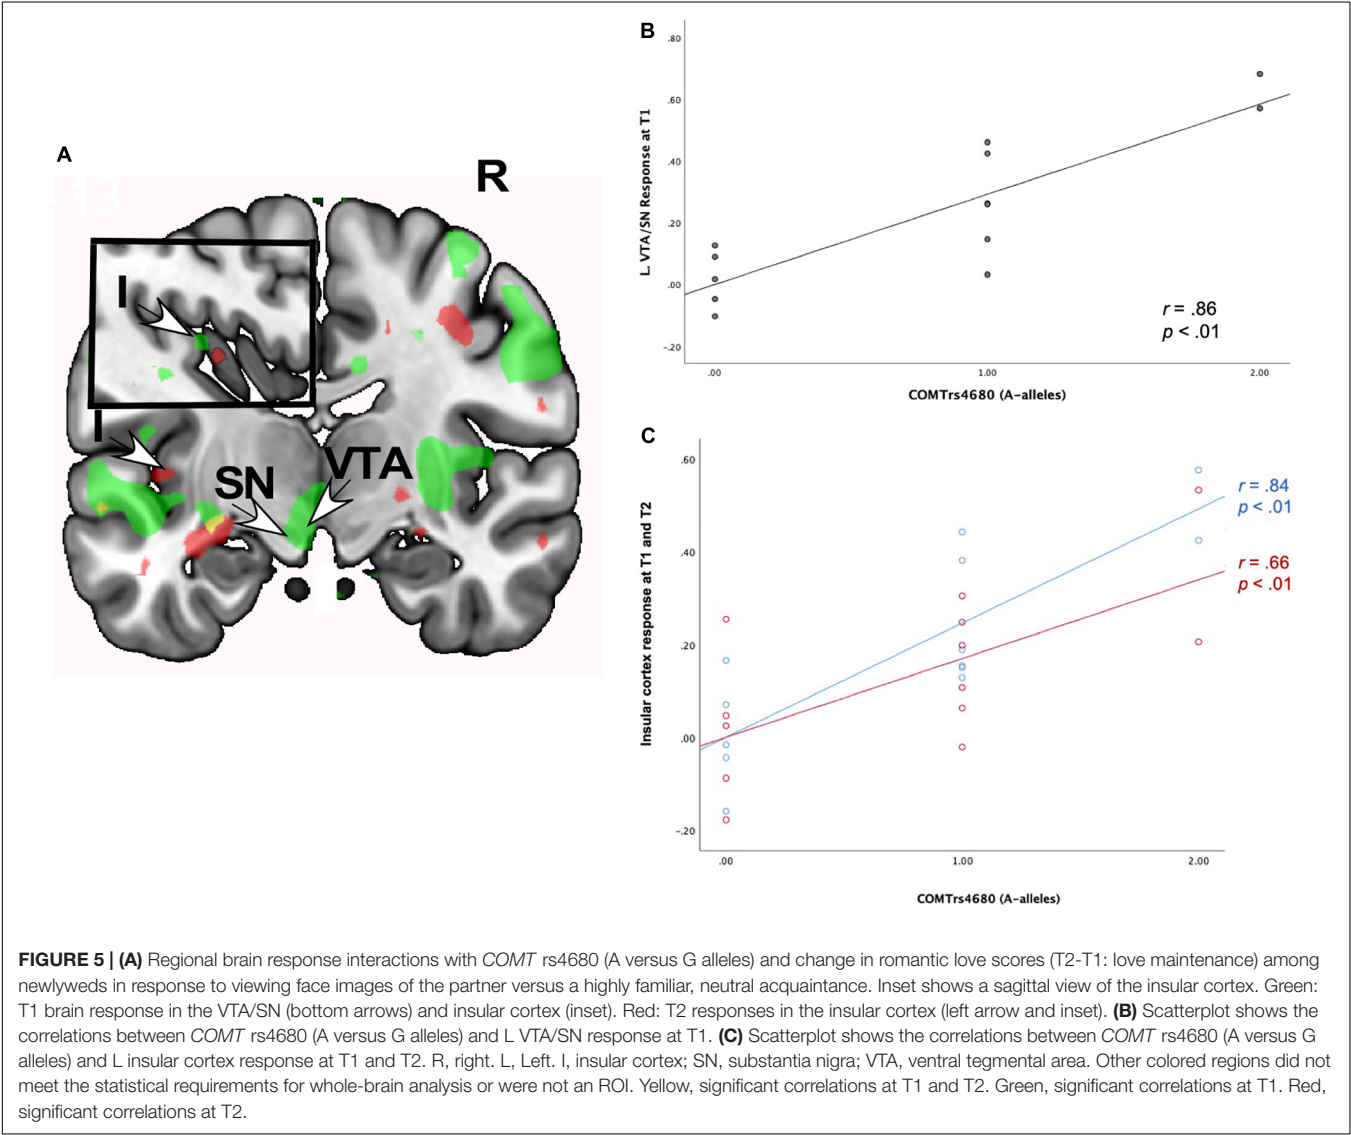 A
R
-13
I
I
SN
VTA
B
L VTA/SN Response at T1
.80
.60
.40
.20
.00
-.20
r = .86
p < .01
.00
1.00
2.00
COMTrs4680 (A-alleles)
C
Insular cortex response at T1 and T2
.60
.40
.20
.00
-.20
r = .84
p < .01
r = .66
p < .01
.00
1.00
2.00
COMTrs4680 (A-alleles)
FIGURE 5 | (A) Regional brain response interactions with COMT rs4680 (A versus G alleles) and change in romantic love scores (T2-T1: love maintenance) among
newlyweds in response to viewing face images of the partner versus a highly familiar, neutral acquaintance. Inset shows a sagittal view of the insular cortex. Green:
T1 brain response in the VTA/SN (bottom arrows) and insular cortex (inset). Red: T2 responses in the insular cortex (left arrow and inset). (B) Scatterplot shows the
correlations between COMT rs4680 (A versus G alleles) and L VTA/SN response at T1. (C) Scatterplot shows the correlations between COMT rs4680 (A versus G
alleles) and L insular cortex response at T1 and T2. R, right. L, Left. I, insular cortex; SN, substantia nigra; VTA, ventral tegmental area. Other colored regions did not
meet the statistical requirements for whole-brain analysis or were not an ROI. Yellow, significant correlations at T1 and T2. Green, significant correlations at T1. Red,
significant correlations at T2.